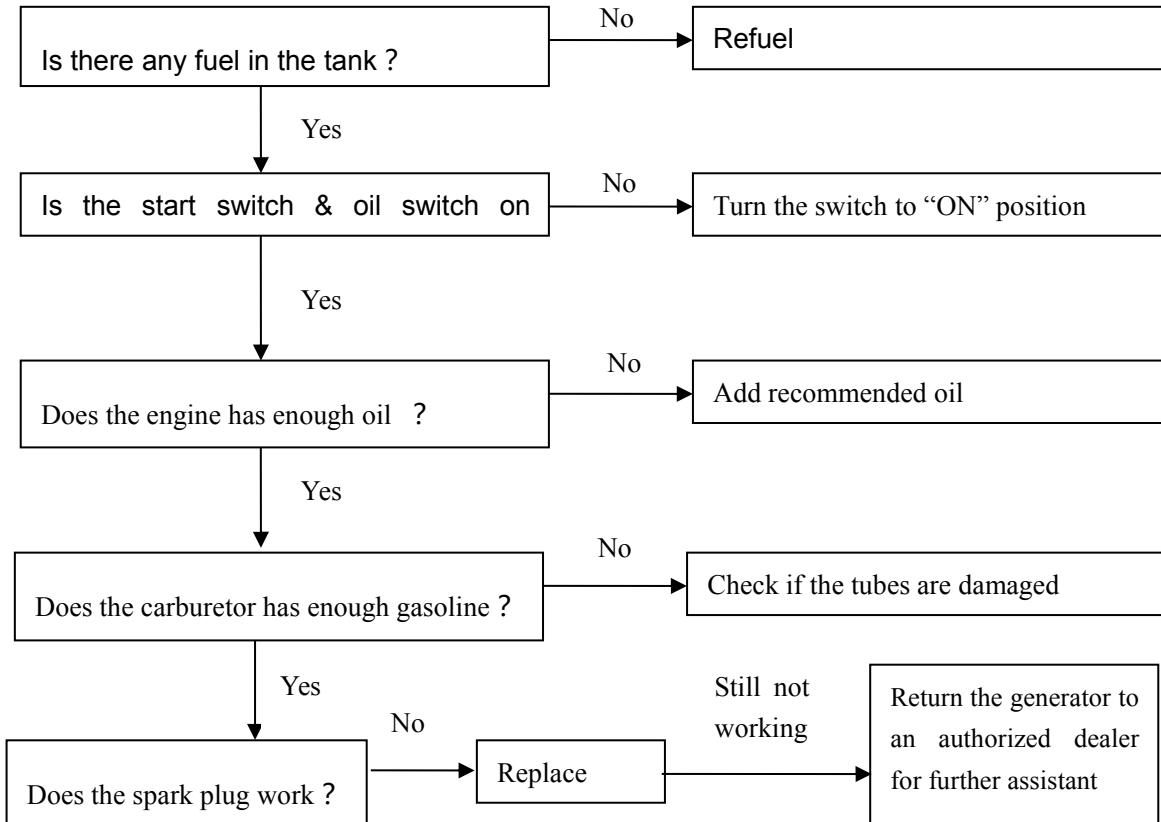 Is there any fuel in the tank？
No
Refuel
Yes
Is the start switch & oil switch on
No
Turn the switch to “ON” position
Yes
Does the engine has enough oil ？
No
Add recommended oil
Yes
Does the carburetor has enough gasoline？
No
Check if the tubes are damaged
Yes
Does the spark plug work？
No
Replace
Still not
working
Return the generator to
an authorized dealer
for further assistant